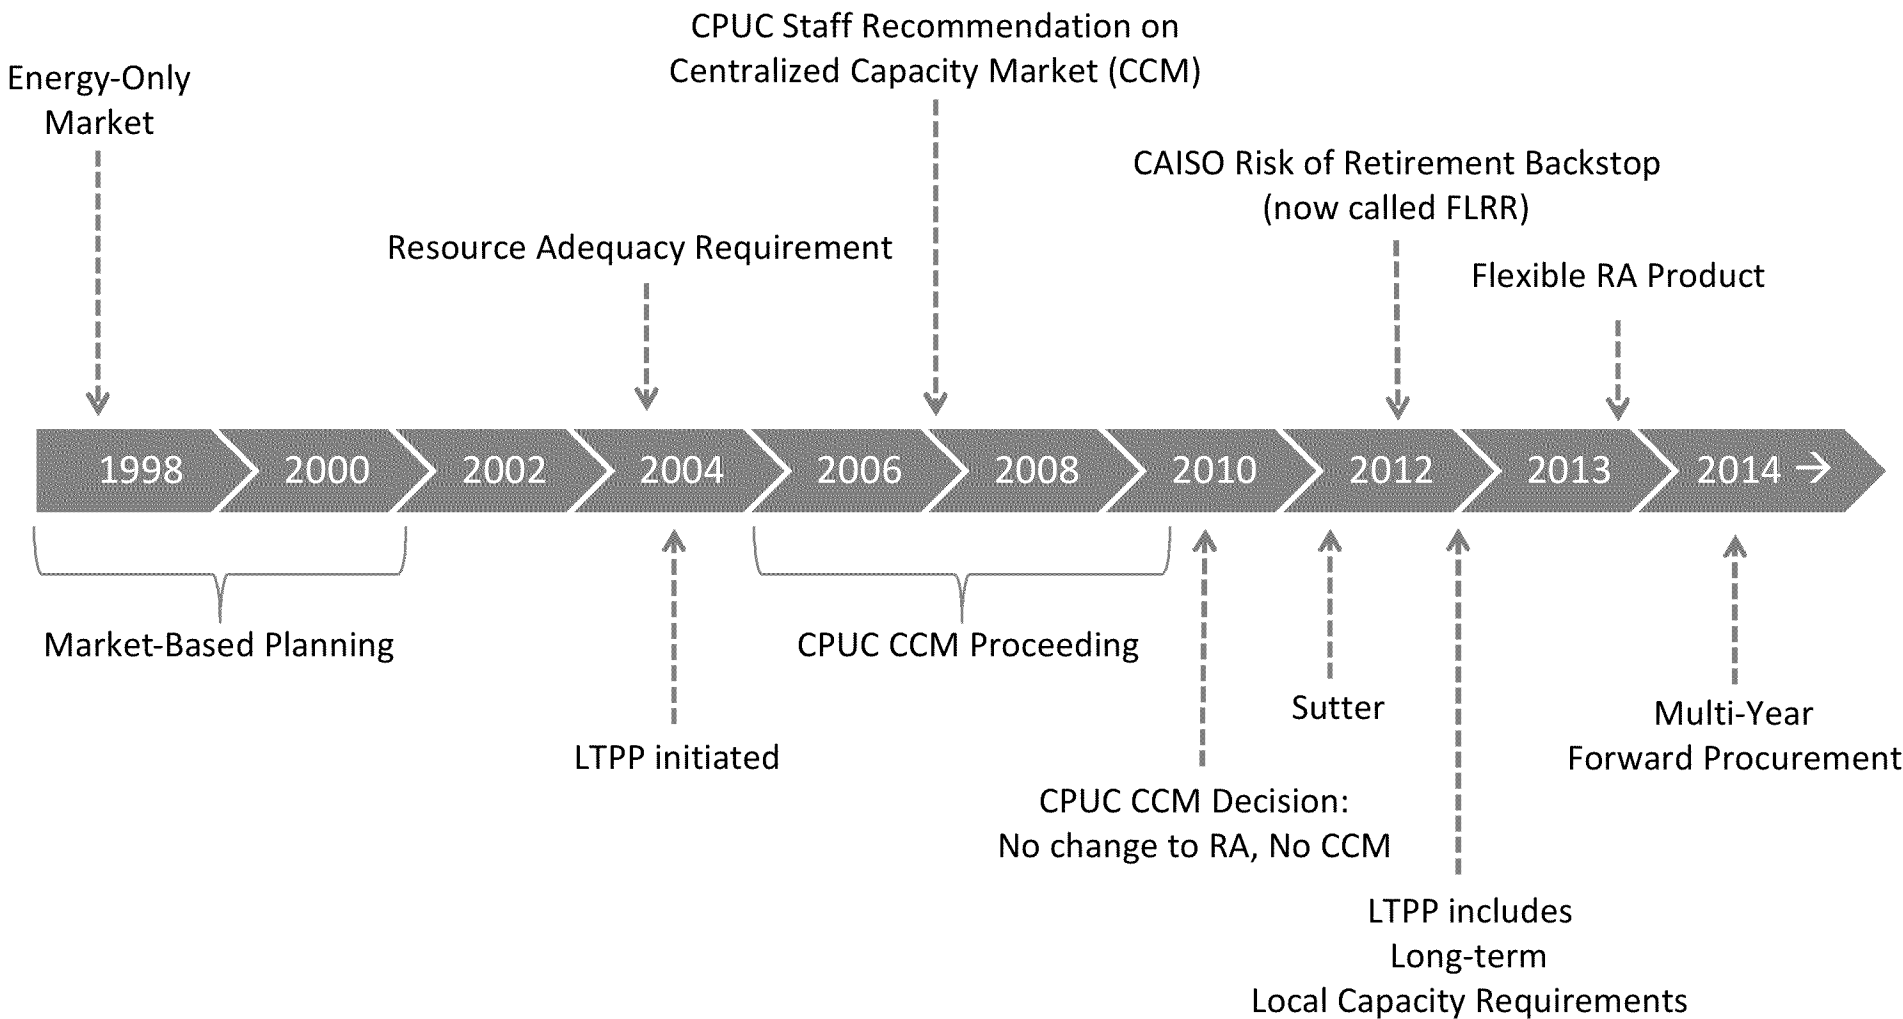 CPUC Staff Recommendation on
Centralized Capacity Market (CCM)
Energy-Only
Market
CAISO Risk of Retirement Backstop
(now called FLRR)
Resource Adequacy Requirement
Flexible RA Product
1998
2000
2002
2004
2006
2008
2010
2012
2013
2014 →
Market-Based Planning
CPUC CCM Proceeding
LTPP initiated
Sutter
Multi-Year
Forward Procurement
CPUC CCM Decision:
No change to RA, No CCM
LTPP includes
Long-term
Local Capacity Requirements